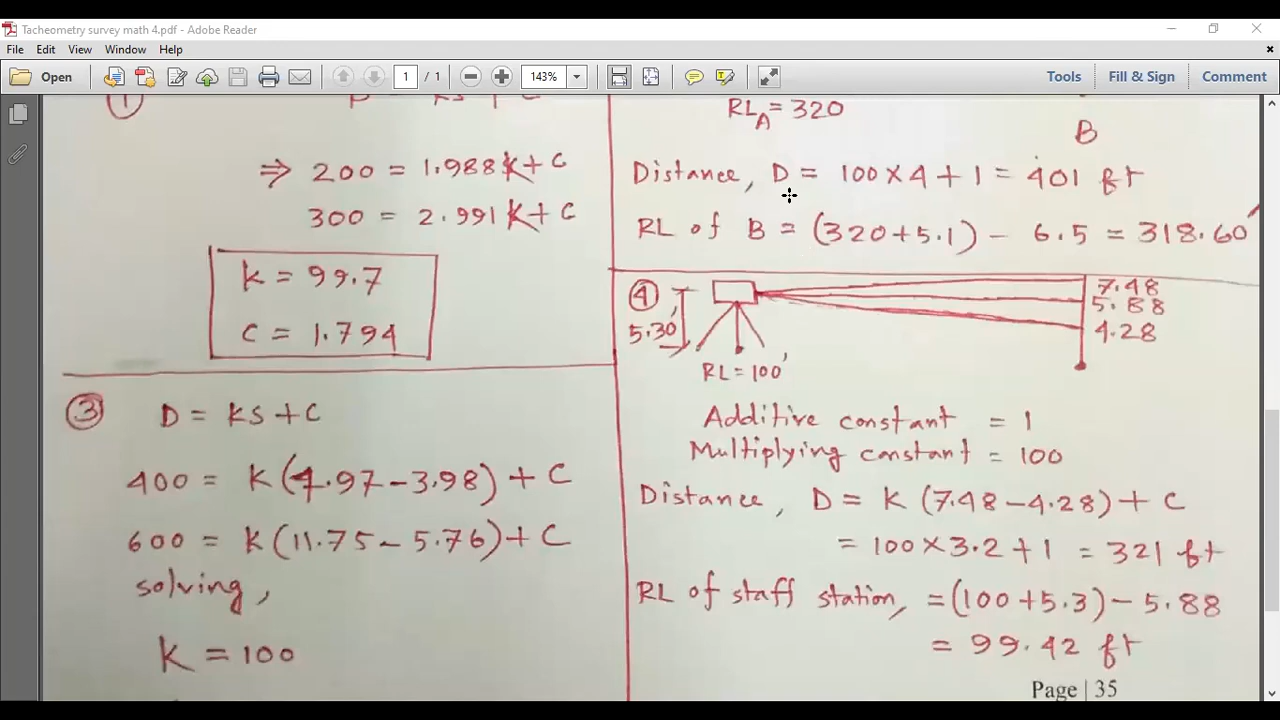 Tacheometry survey math 4.pdf - Adobe Reader
File Edit View Window Help
Open 1 / 1 143% Tools Fill & Sign Comment
①
⇒ 200 = 1.988K+C
300 = 2.991K+C
K = 99.7
C = 1.794
③ D = KS + C
400 = K(4.97-3.98) + C
600 = K(11.75-5.76) + C
solving,
K = 100
RL_A = 320
B
Distance, D = 100×4+1 = 401 ft
RL of B = (320+5.1) - 6.5 = 318.60'
④ 7.48
5.88
5.30' 4.28
RL = 100'
Additive constant = 1
Multiplying constant = 100
Distance, D = K (7.48-4.28) + C
= 100×3.2+1 = 321 ft
RL of staff station, = (100+5.3) - 5.88
= 99.42 ft
Page | 35